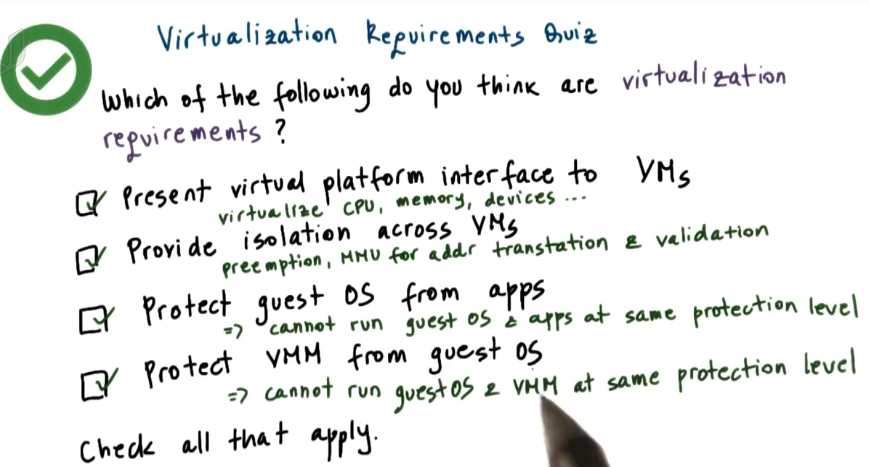 Virtualization Requirements Quiz
Which of the following do you think are virtualization
requirements?
Present virtual platform interface to VMs
virtualize CPU, memory, devices ...
Provide isolation across VMs
preemption, MMU for addr transtation & validation
Protect guest OS from apps
=> cannot run guest OS & apps at same protection level
Protect VMM from guest OS
=> cannot run guest OS & VMM at same protection level
Check all that apply.